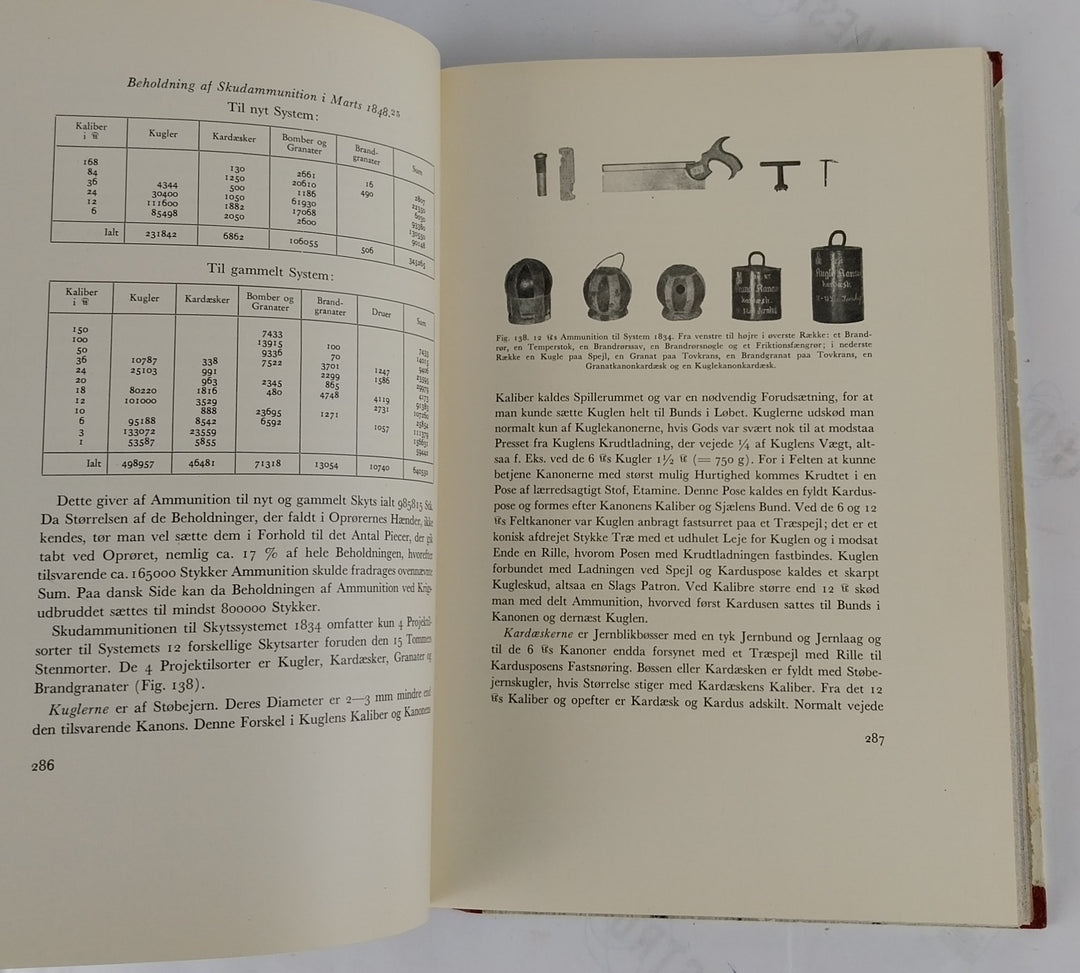 Beholdning af Skudammunition i Marts 1848.25
Til nyt System:
Kaliber i ℔ Kugler Kardæsker Bomber og Granater Brand-granater Sum
168
84 130 2661
36 4344 1250 20610 16
24 30400 500 1186 490
12 111600 1050 61930
6 85498 1882 17068
2050 2600
Ialt 231842 6862 106055 506 345265
Til gammelt System:
Kaliber i ℔ Kugler Kardæsker Bomber og Granater Brand-granater Druer Sum
150 7433 7433
100 13915 100 14015
50 9336 70 9406
36 10787 338 7522 3701 1247 23595
24 25103 991 2299 1586 29979
20 963 2345 865 4173
18 80220 1816 480 4748 4119 91383
12 101000 3529 2731 107260
10 888 23695 1271 25854
6 95188 8542 6592 1057 111379
3 133072 23559
1 53587 5855 59442
Ialt 498957 46481 71318 13054 10740 640550
Dette giver af Ammunition til nyt og gammelt Skyts ialt 985815 Stk.
Da Størrelsen af de Beholdninger, der faldt i Oprørernes Hænder, ikke
kendes, tør man vel sætte dem i Forhold til det Antal Piecer, der gik
tabt ved Oprøret, nemlig ca. 17 % af hele Beholdningen, hvorefter
tilsvarende ca. 165000 Stykker Ammunition skulde fradrages ovennævnte
Sum. Paa dansk Side kan da Beholdningen af Ammunition ved Krigs-
udbruddet sættes til mindst 800000 Stykker.
Skudammunitionen til Skytssystemet 1834 omfatter kun 4 Projektil-
sorter til Systemets 12 forskellige Skytsarter foruden den 15 Tommers
Stenmorter. De 4 Projektilsorter er Kugler, Kardæsker, Granater og
Brandgranater (Fig. 138).
Kuglerne er af Støbejern. Deres Diameter er 2—3 mm mindre end
den tilsvarende Kanons. Denne Forskel i Kuglens Kaliber og Kanonens
286
Fig. 138. 12 ℔s Ammunition til System 1834. Fra venstre til højre i øverste Række: et Brand-
rør, en Temperstok, en Brandrørssav, en Brandrørsnøgle og et Friktionsfængrør; i nederste
Række en Kugle paa Spejl, en Granat paa Tovkrans, en Brandgranat paa Tovkrans, en
Granatkanonkardæsk og en Kuglekanonkardæsk.
Kaliber kaldes Spillerummet og var en nødvendig Forudsætning, for at
man kunde sætte Kuglen helt til Bunds i Løbet. Kuglerne udskød man
normalt kun af Kuglekanonerne, hvis Gods var svært nok til at modstaa
Presset fra Kuglens Krudtladning, der vejede ¼ af Kuglens Vægt, alt-
saa f. Eks. ved de 6 ℔s Kugler 1½ ℔ (= 750 g). For i Felten at kunne
betjene Kanonerne med størst mulig Hurtighed kommes Krudtet i en
Pose af lærredsagtigt Stof, Etamine. Denne Pose kaldes en fyldt Kardus-
pose og formes efter Kanonens Kaliber og Sjælens Bund. Ved de 6 og 12
℔s Feltkanoner var Kuglen anbragt fastsurret paa et Træspejl; det er et
konisk afdrejet Stykke Træ med et udhulet Leje for Kuglen og i modsat
Ende en Rille, hvorom Posen med Krudtladningen fastbindes. Kuglen
forbundet med Ladningen ved Spejl og Karduspose kaldes et skarpt
Kugleskud, altsaa en Slags Patron. Ved Kalibre større end 12 ℔ skød
man med delt Ammunition, hvorved først Kardusen sattes til Bunds i
Kanonen og dernæst Kuglen.
Kardæskerne er Jernblikbøsser med en tyk Jernbund og Jernlaag og
til de 6 ℔s Kanoner endda forsynet med et Træspejl med Rille til
Kardusposens Fastsnøring. Bøssen eller Kardæsken er fyldt med Støbe-
jernskugler, hvis Størrelse stiger med Kardæskens Kaliber. Fra det 12
℔s Kaliber og opefter er Kardæsk og Kardus adskilt. Normalt vejede
287